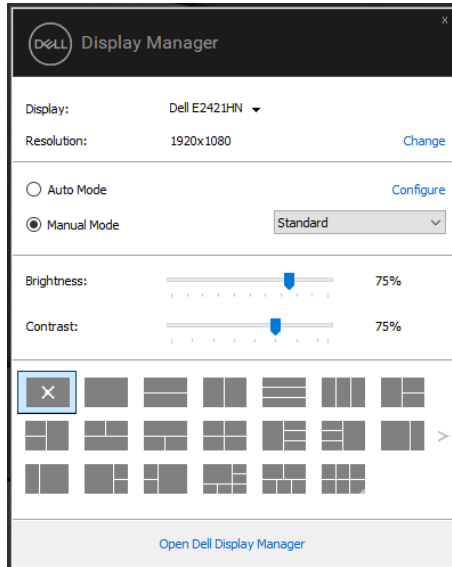 x
DELL Display Manager
Display: Dell E2421HN
Resolution: 1920x1080 Change
Auto Mode Configure
Manual Mode Standard
Brightness: 75%
Contrast: 75%
Open Dell Display Manager